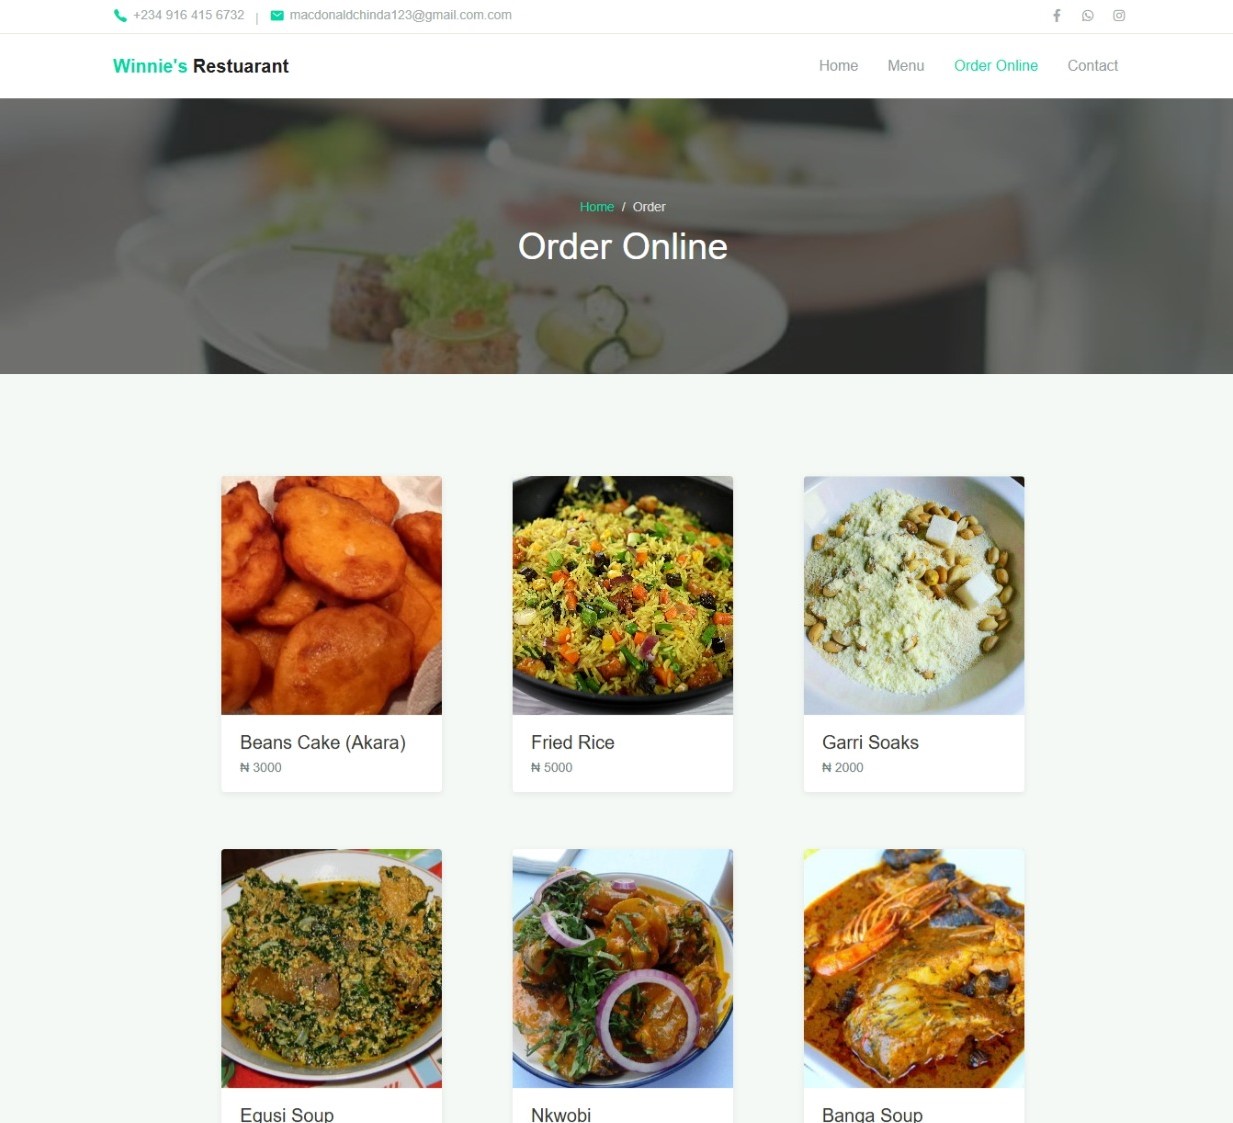 +234 916 415 6732 | macdonaldchinda123@gmail.com.com
Winnie's Restuarant
Home Menu Order Online Contact
Home / Order
Order Online
Beans Cake (Akara)
₦ 3000
Fried Rice
₦ 5000
Garri Soaks
₦ 2000
Egusi Soup
Nkwobi
Banga Soup